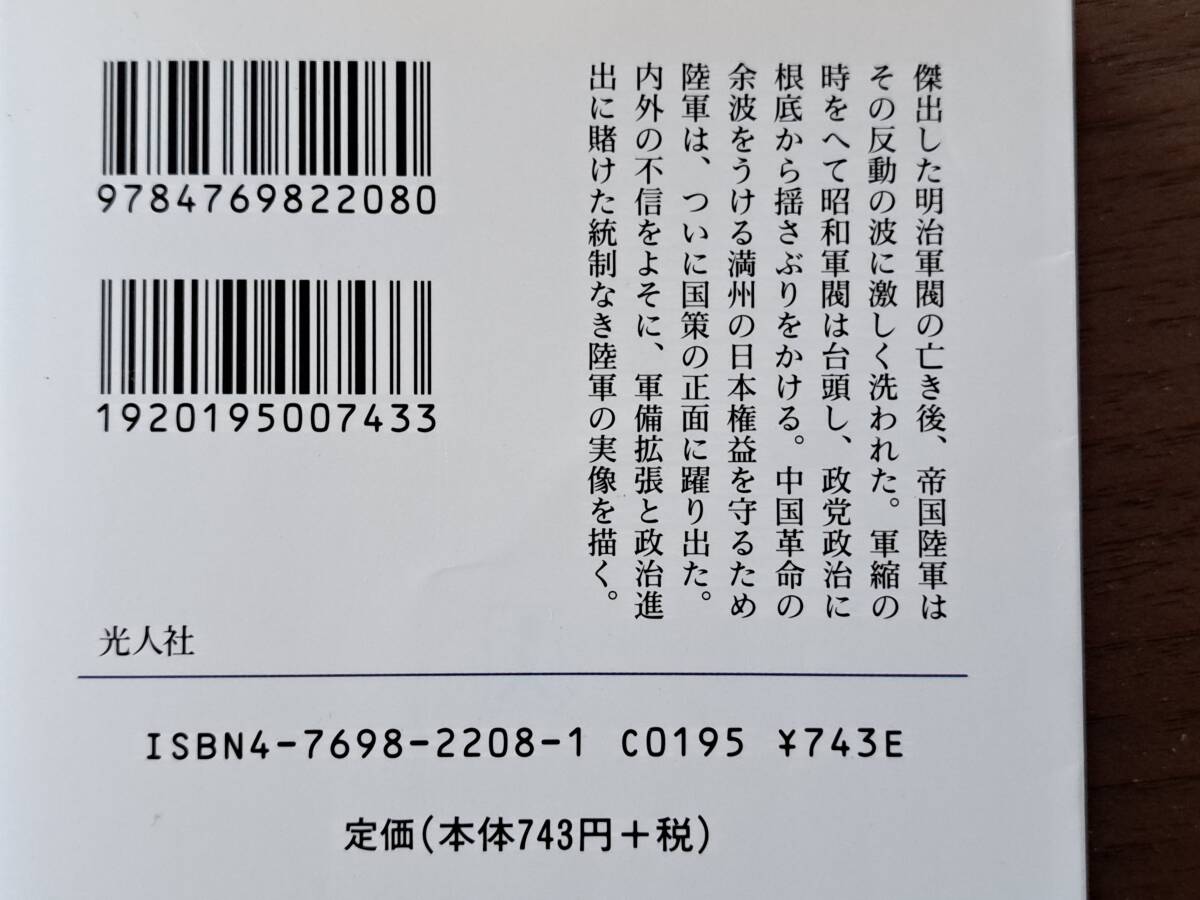 傑出した明治軍閥の亡き後、帝国陸軍は
その反動の波に激しく洗われた。軍縮の
時をへて昭和軍閥は台頭し、政党政治に
根底から揺さぶりをかける。中国革命の
余波をうける満州の日本権益を守るため
陸軍は、ついに国策の正面に躍り出た。
内外の不信をよそに、軍備拡張と政治進
出に賭けた統制なき陸軍の実像を描く。
9784769822080
1920195007433
光人社
ISBN4-7698-2208-1 C0195 ¥743E
定価(本体743円+税)